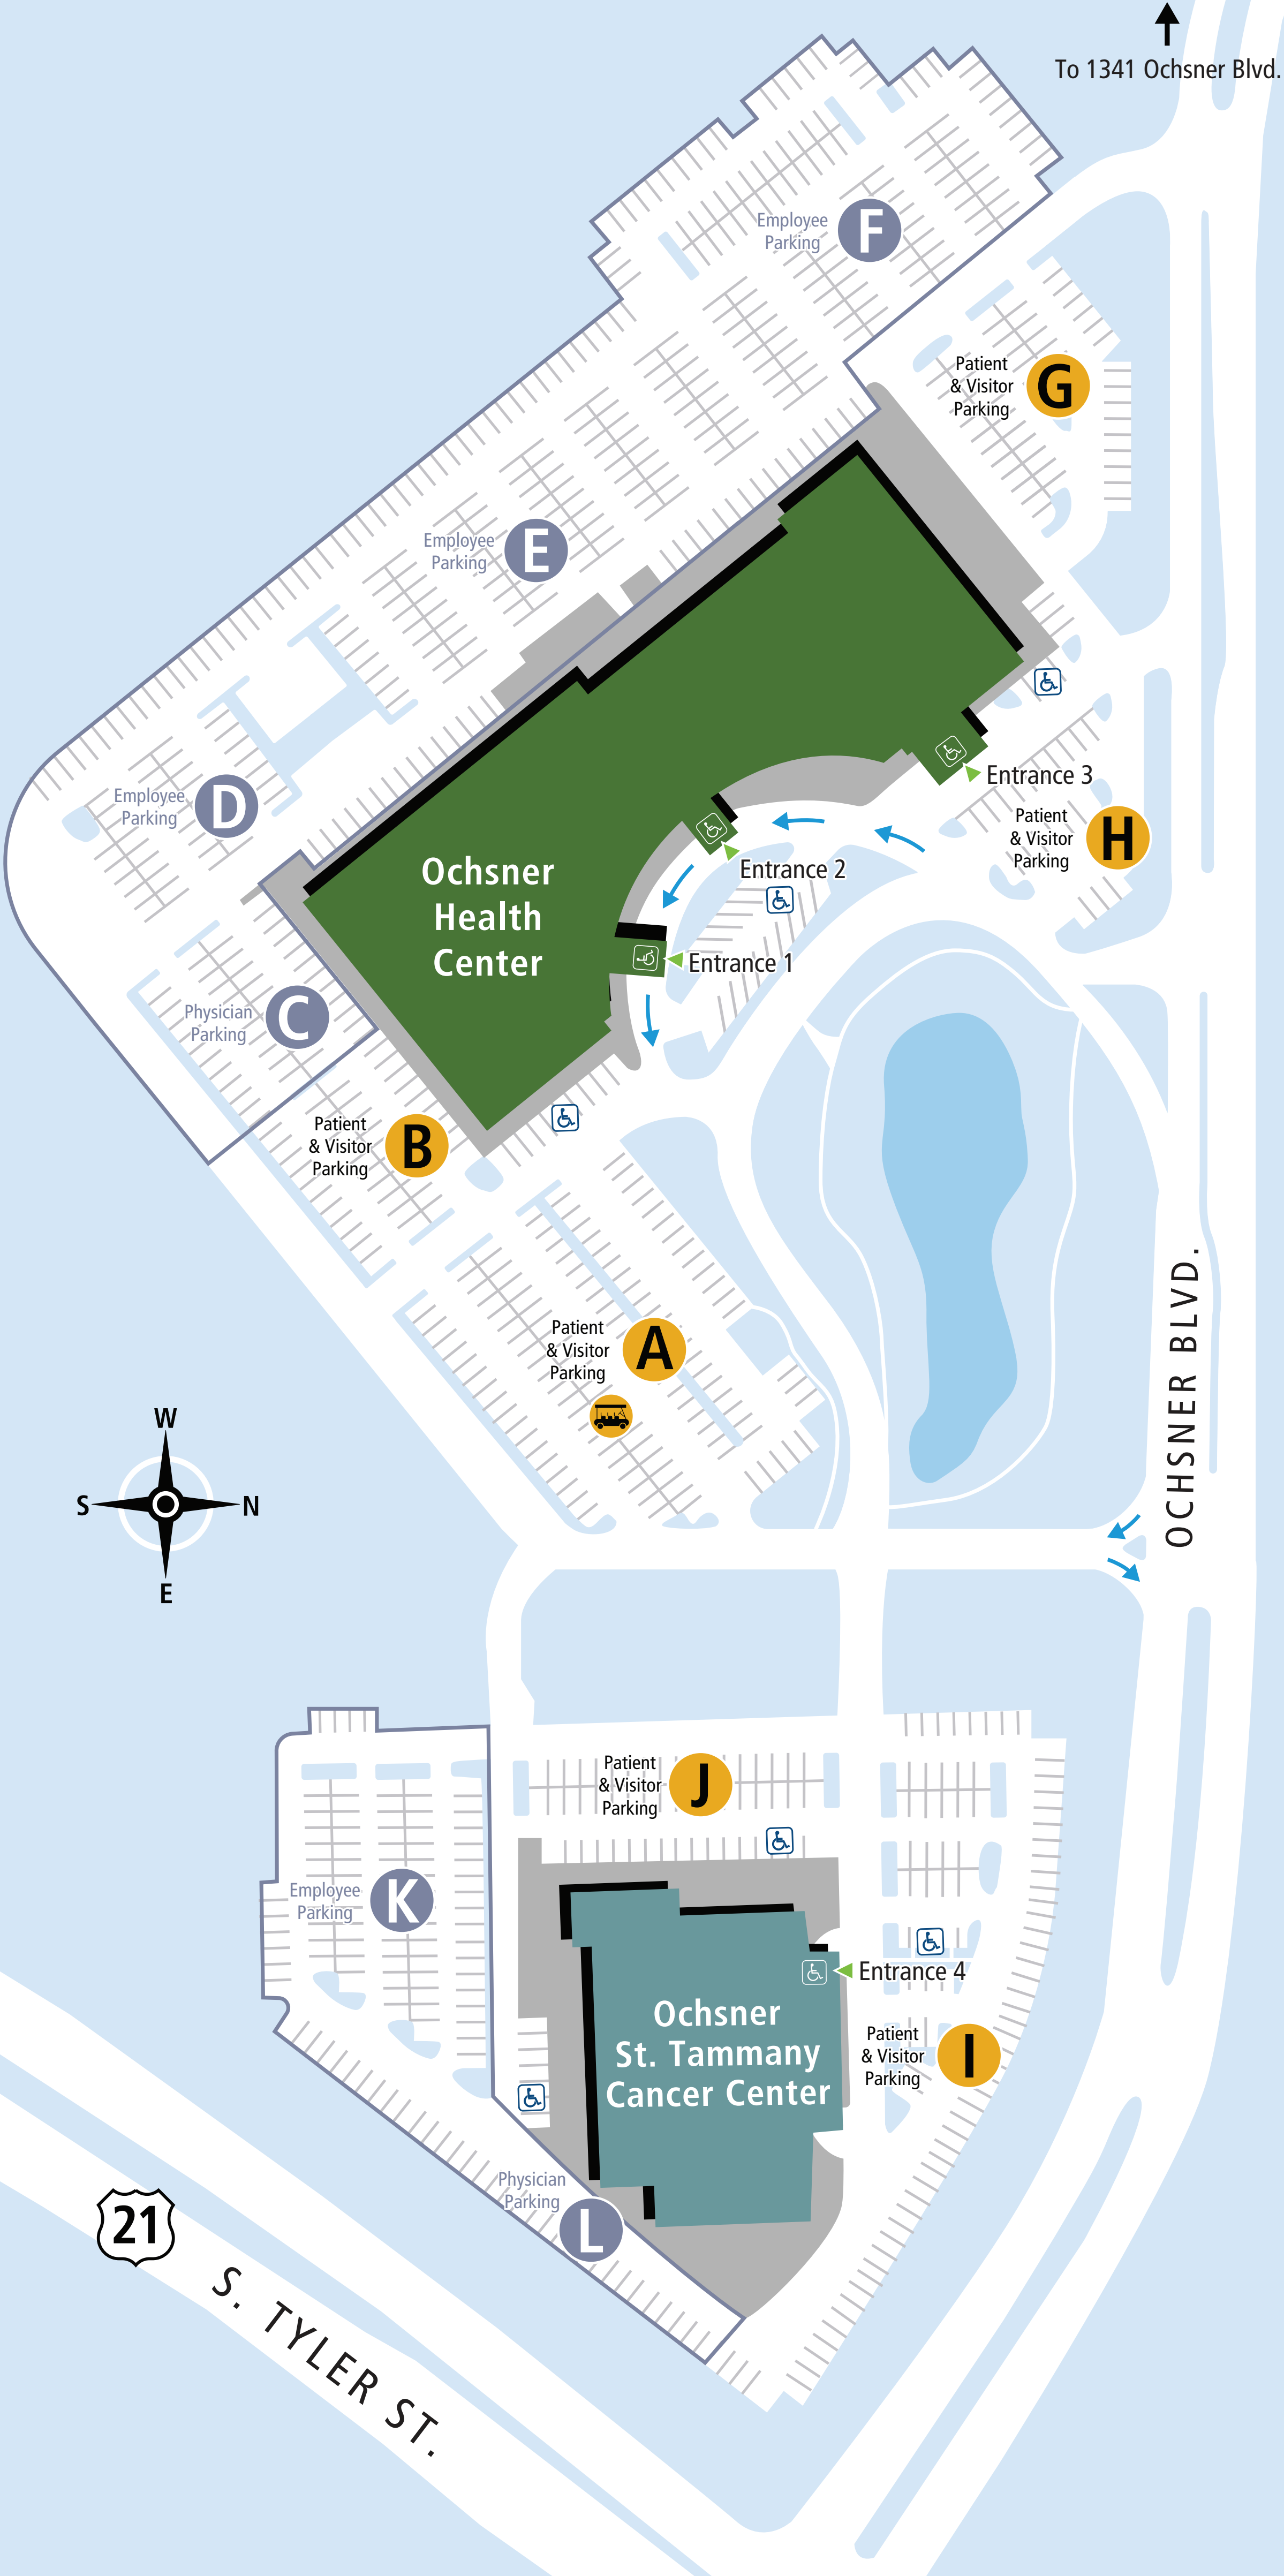 To 1341 Ochsner Blvd.
Employee
Parking
F
Patient
& Visitor
Parking
G
Employee
Parking
E
Entrance 3
Employee
Parking
D
Patient
& Visitor
Parking
H
Entrance 2
Ochsner
Health
Center
Entrance 1
Physician
Parking
C
Patient
& Visitor
Parking
B
Patient
& Visitor
Parking
A
OCHSNER BLVD.
W
S
N
E
Patient
& Visitor
Parking
J
Employee
Parking
K
Entrance 4
Ochsner
St. Tammany
Cancer Center
Patient
& Visitor
Parking
I
Physician
Parking
L
21
S. TYLER ST.